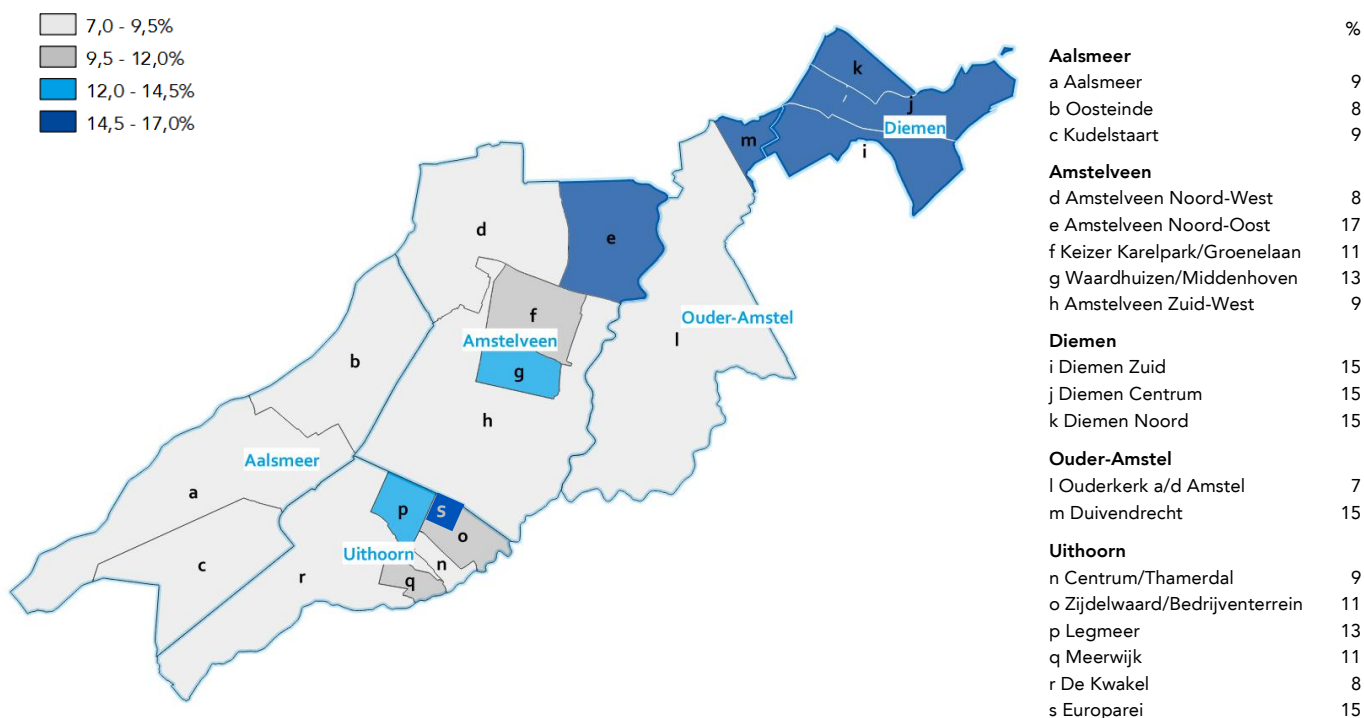 7,0 - 9,5%
9,5 - 12,0%
12,0 - 14,5%
14,5 - 17,0%
k
j
Diemen
m
i
d
e
f
Ouder-Amstel
Amstelveen
l
b
g
h
Aalsmeer
a
p
s
o
Uithoorn
n
c
r
q
%
Aalsmeer
a Aalsmeer 9
b Oosteinde 8
c Kudelstaart 9
Amstelveen
d Amstelveen Noord-West 8
e Amstelveen Noord-Oost 17
f Keizer Karelpark/Groenelaan 11
g Waardhuizen/Middenhoven 13
h Amstelveen Zuid-West 9
Diemen
i Diemen Zuid 15
j Diemen Centrum 15
k Diemen Noord 15
Ouder-Amstel
l Ouderkerk a/d Amstel 7
m Duivendrecht 15
Uithoorn
n Centrum/Thamerdal 9
o Zijdelwaard/Bedrijventerrein 11
p Legmeer 13
q Meerwijk 11
r De Kwakel 8
s Europarei 15